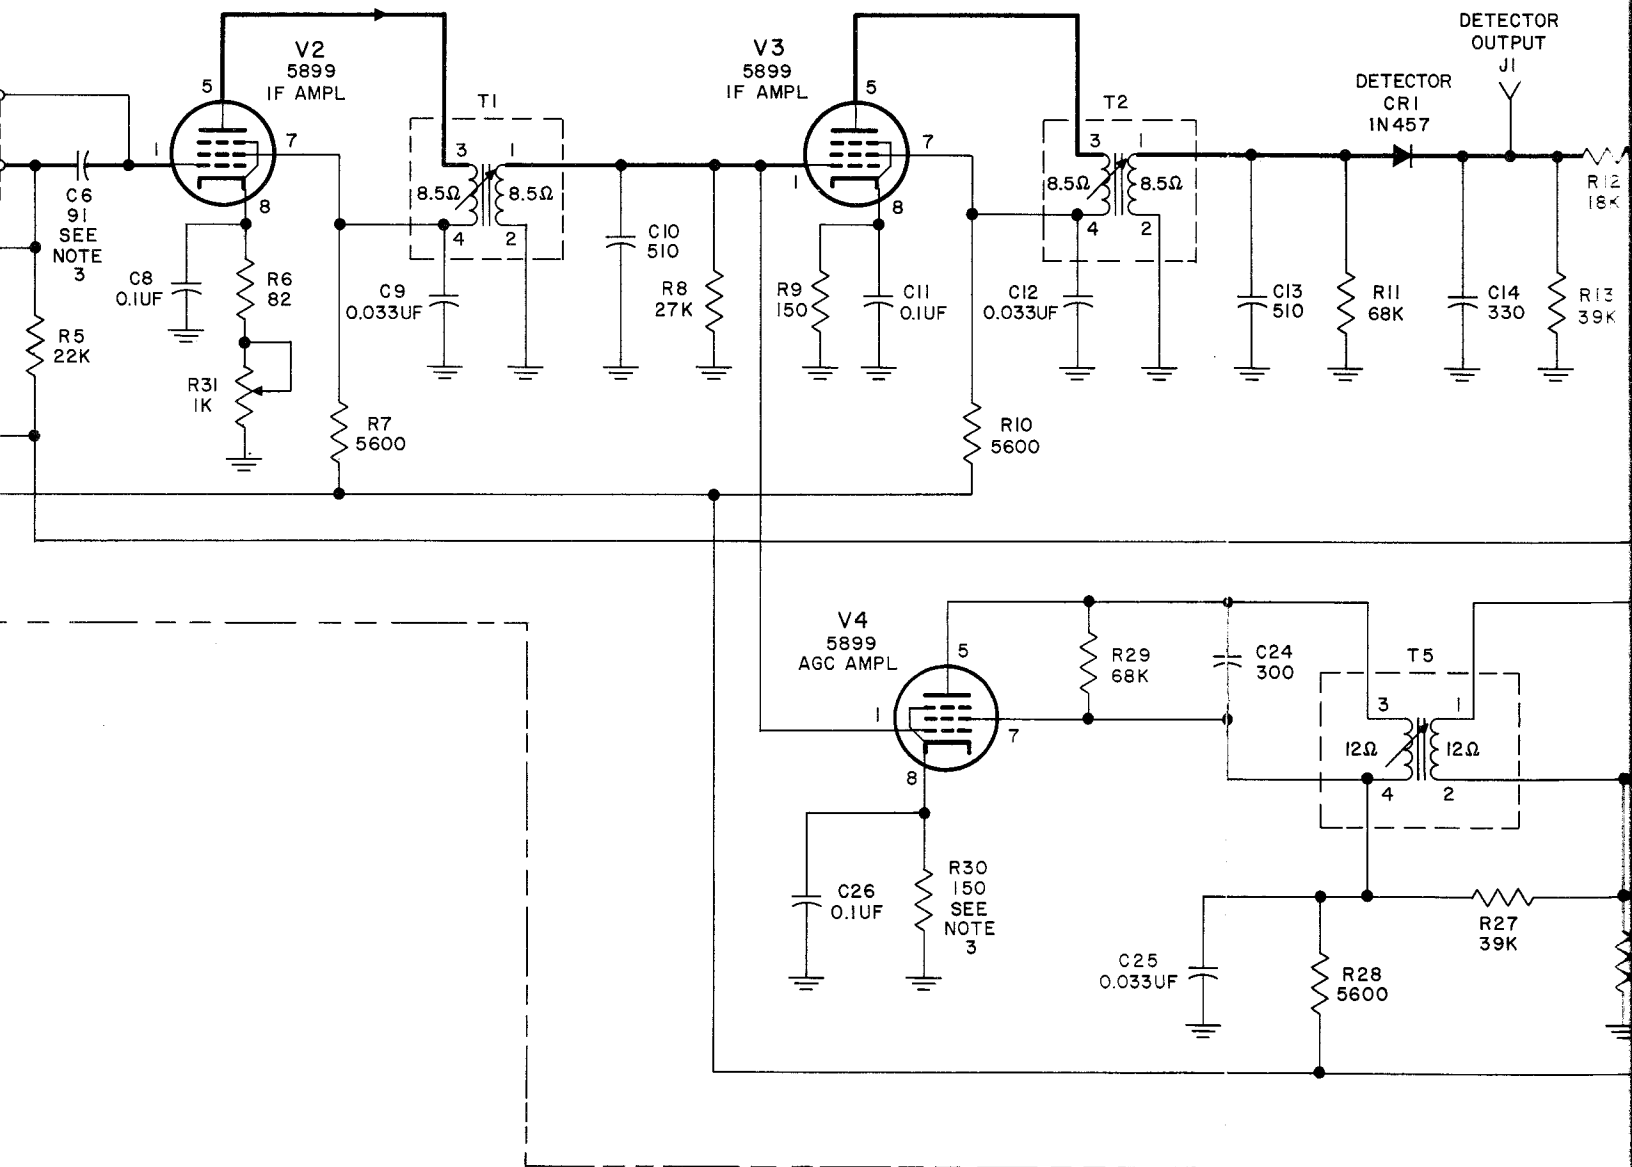 V2
5899
IF AMPL
5
7
1
8
C6
91
SEE
NOTE
3
C8
0.1UF
R6
82
R5
22K
R31
1K
R7
5600
C9
0.033UF
T1
3
1
8.5Ω
8.5Ω
4
2
C10
510
R8
27K
V3
5899
IF AMPL
5
7
1
8
R9
150
C11
0.1UF
R10
5600
T2
3
1
8.5Ω
8.5Ω
4
2
C12
0.033UF
C13
510
R11
68K
DETECTOR
CR1
1N457
DETECTOR
OUTPUT
J1
C14
330
R12
18K
R13
39K
V4
5899
AGC AMPL
5
1
7
8
C26
0.1UF
R30
150
SEE
NOTE
3
R29
68K
C24
300
T5
3
1
12Ω
12Ω
4
2
C25
0.033UF
R28
5600
R27
39K